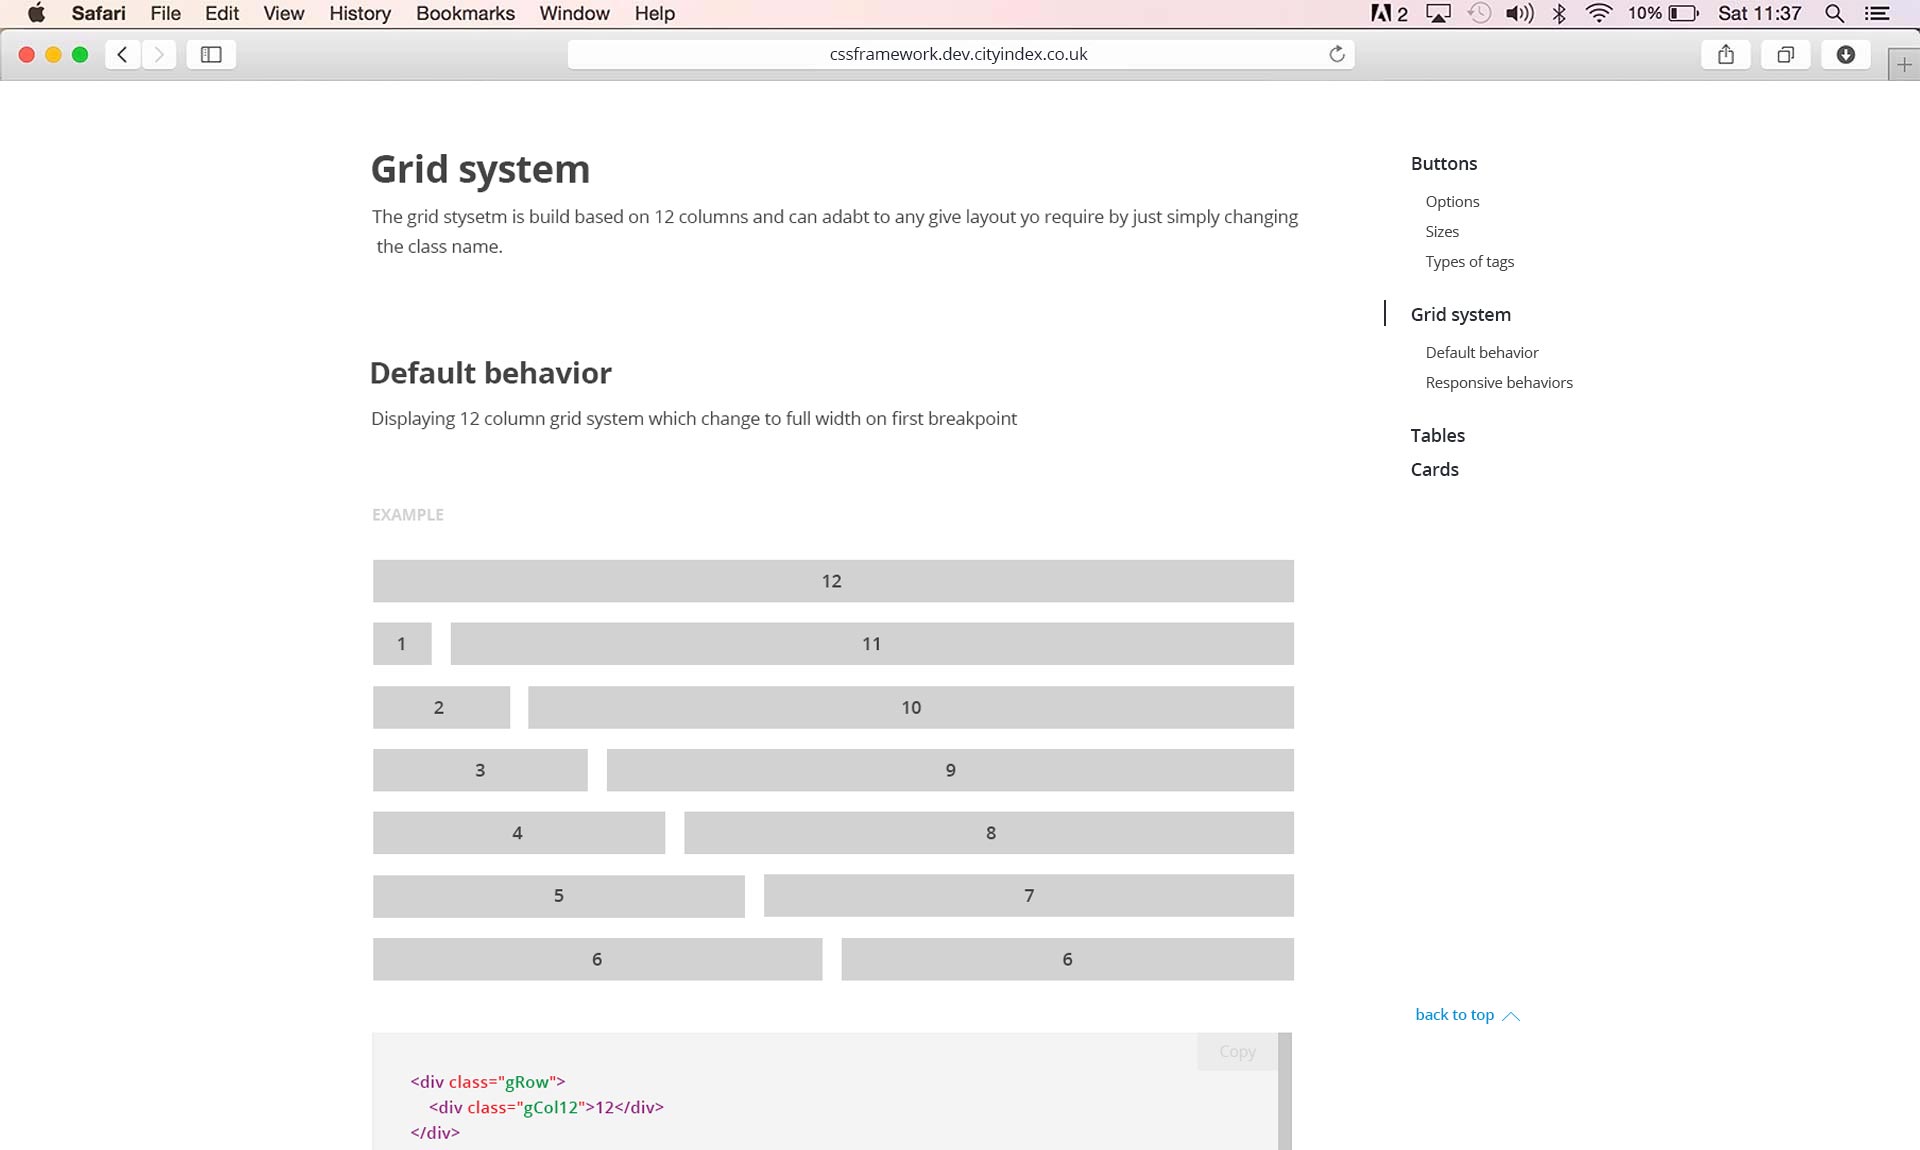 Safari File Edit View History Bookmarks Window Help 2 10% Sat 11:37
cssframework.dev.cityindex.co.uk
Grid system
The grid stysetm is build based on 12 columns and can adabt to any give layout yo require by just simply changing
the class name.
Default behavior
Displaying 12 column grid system which change to full width on first breakpoint
EXAMPLE
12
1 11
2 10
3 9
4 8
5 7
6 6
Copy
<div class="gRow">
<div class="gCol12">12</div>
</div>
Buttons
Options
Sizes
Types of tags
Grid system
Default behavior
Responsive behaviors
Tables
Cards
back to top